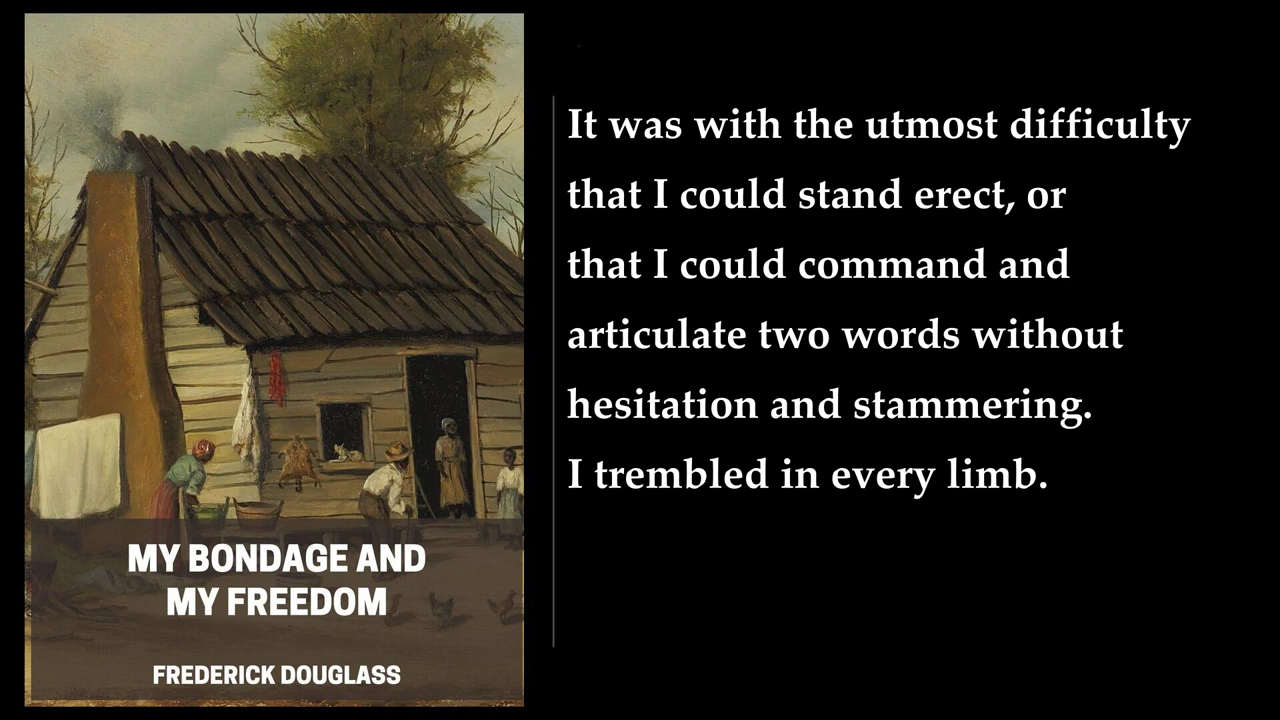 MY BONDAGE AND
MY FREEDOM
FREDERICK DOUGLASS
It was with the utmost difficulty
that I could stand erect, or
that I could command and
articulate two words without
hesitation and stammering.
I trembled in every limb.